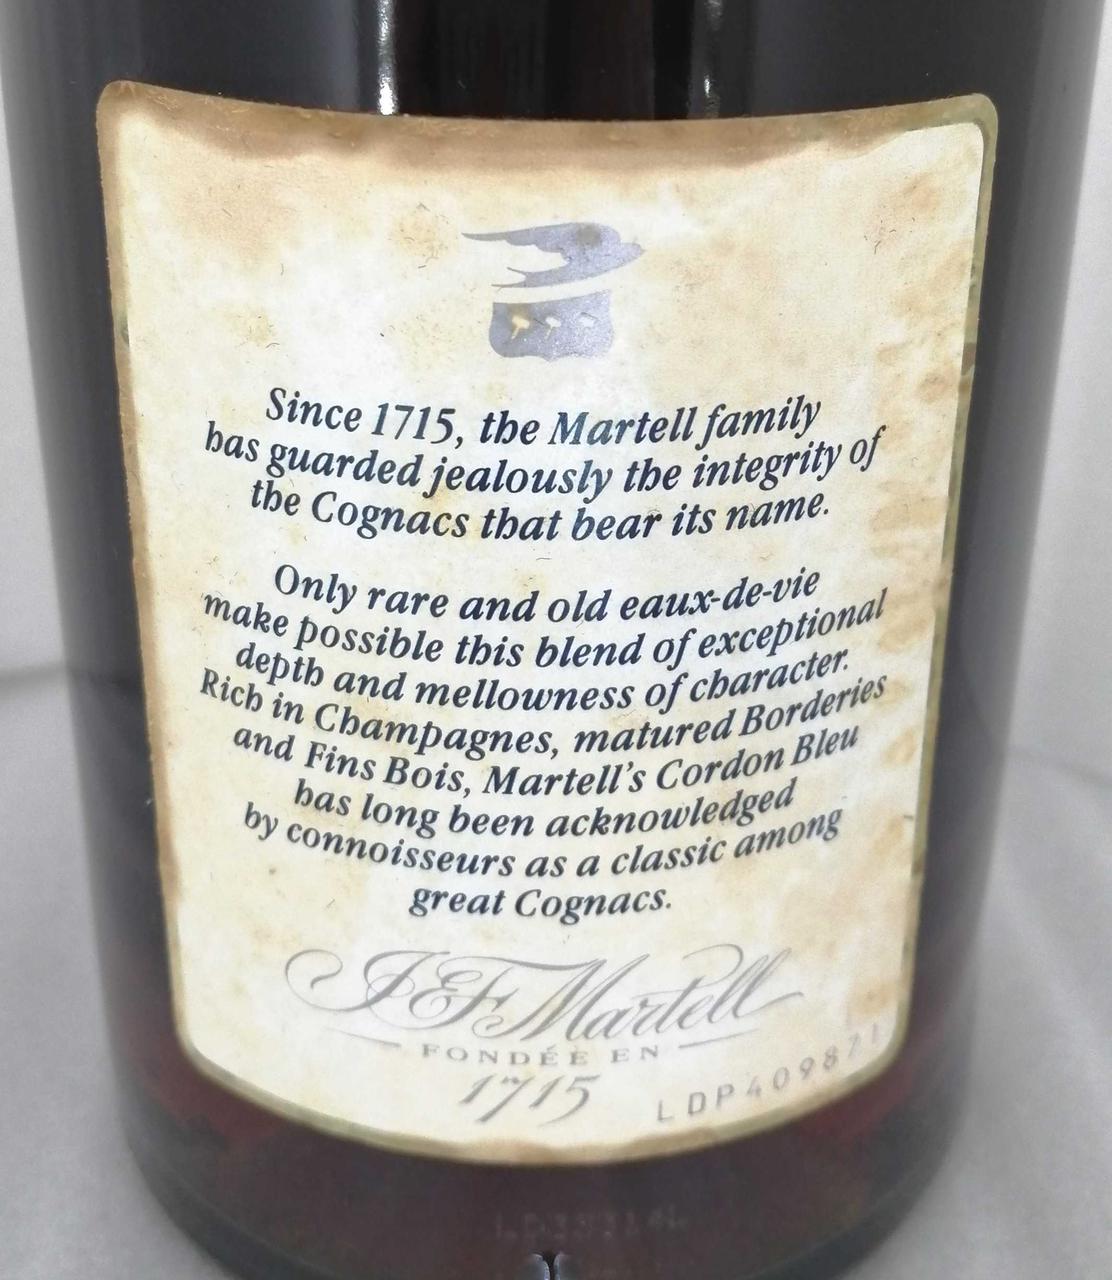 Since 1715, the Martell family
has guarded jealously the integrity of
the Cognacs that bear its name.
Only rare and old eaux-de-vie
make possible this blend of exceptional
depth and mellowness of character.
Rich in Champagnes, matured Borderies
and Fins Bois, Martell's Cordon Bleu
has long been acknowledged
by connoisseurs as a classic among
great Cognacs.
J&F Martell
FONDÉE EN
1715
LDP409871